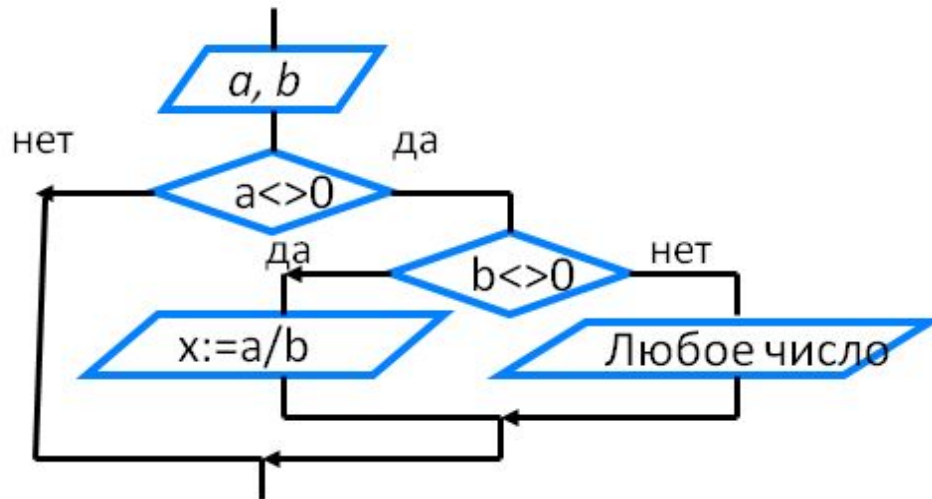 a, b
нет
да
a<>0
да
b<>0
нет
x:=a/b
Любое число